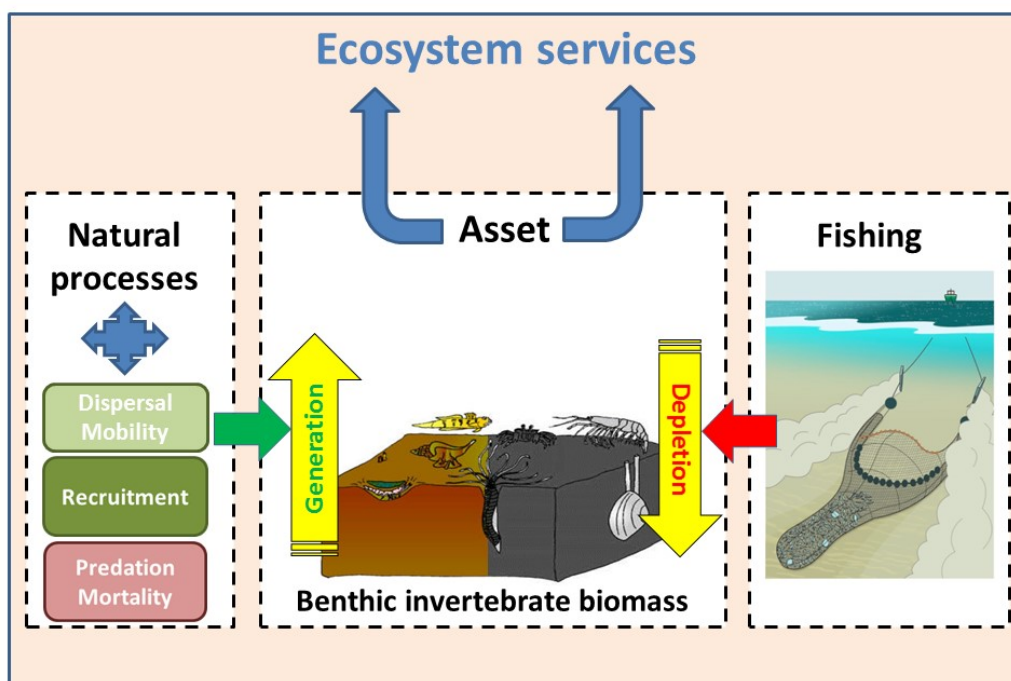 Ecosystem services
Natural
processes
Dispersal
Mobility
Recruitment
Predation
Mortality
Asset
Generation
Depletion
Benthic invertebrate biomass
Fishing